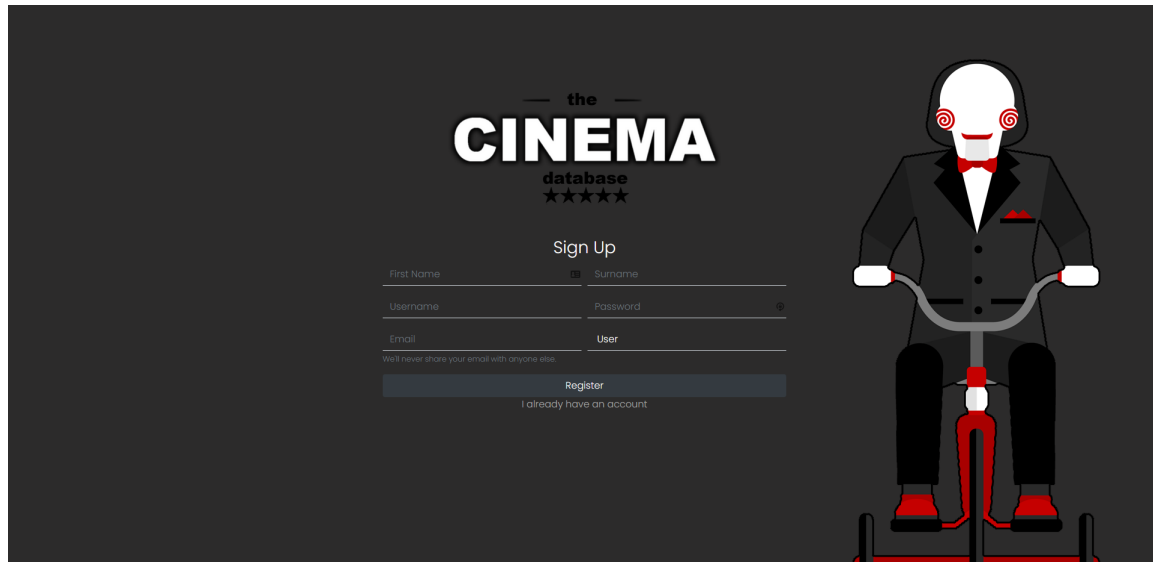 the
CINEMA
database
Sign Up
First Name Surname
Username Password
Email User
We'll never share your email with anyone else.
Register
I already have an account